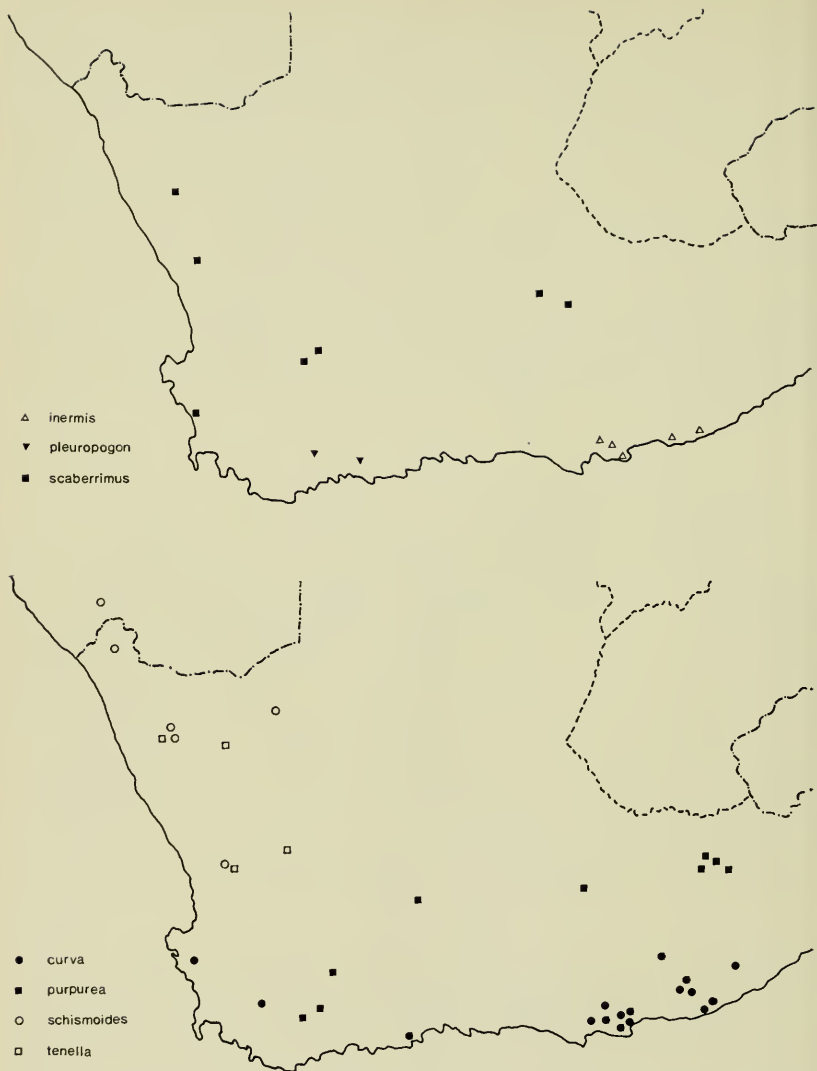 inermis
pleuropogon
scaberrimus
curva
purpurea
schismoides
tenella